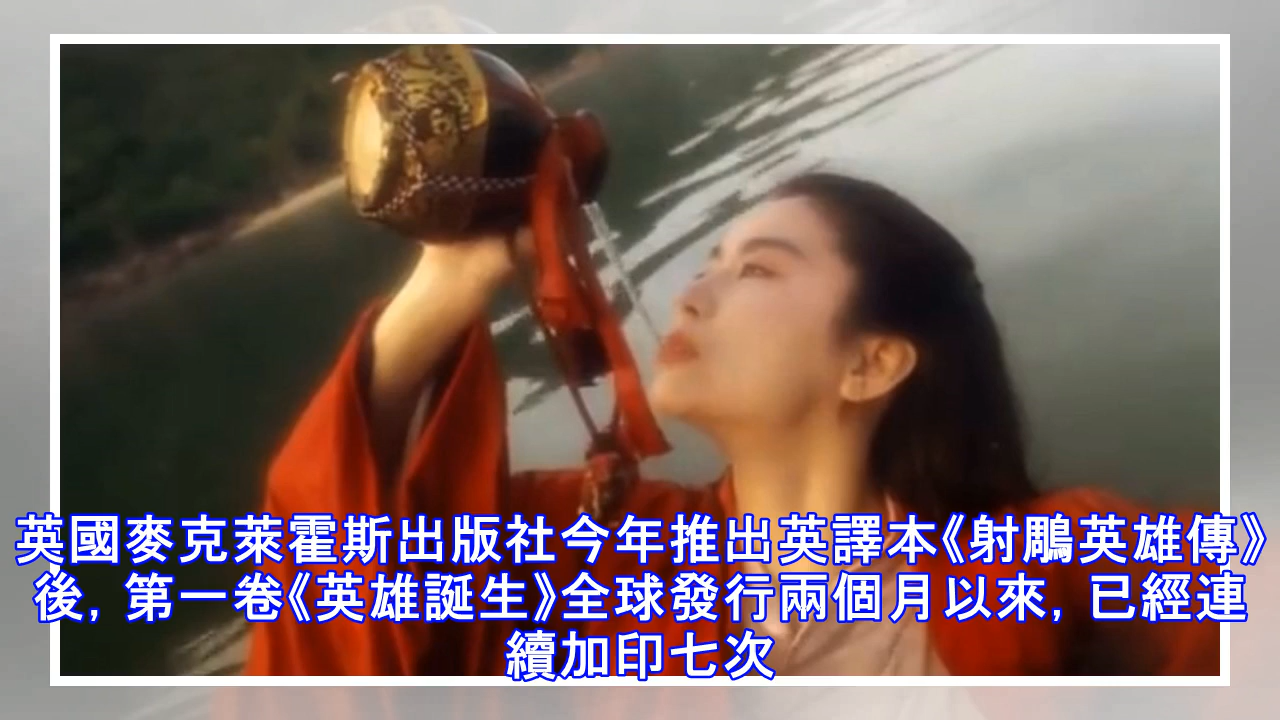 英國麥克萊霍斯出版社今年推出英譯本《射鵰英雄傳》
後, 第一卷《英雄誕生》全球發行兩個月以來, 已經連
續加印七次